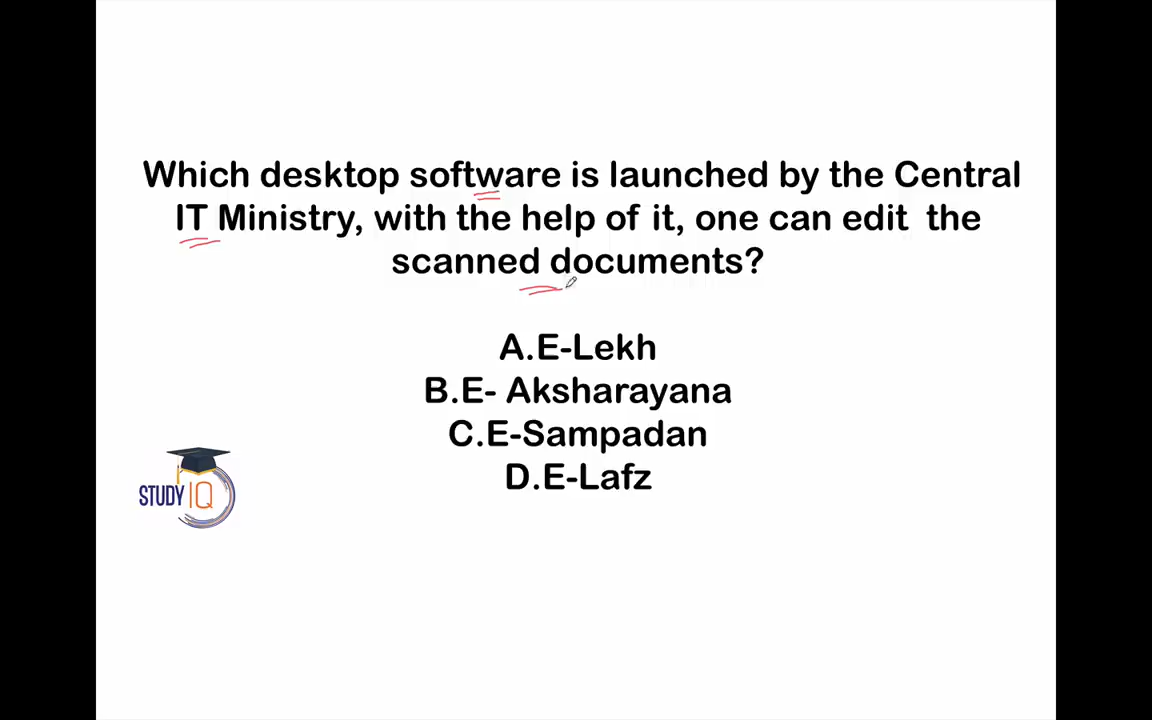 Which desktop software is launched by the Central
IT Ministry, with the help of it, one can edit the
scanned documents?
A.E-Lekh
B.E- Aksharayana
C.E-Sampadan
D.E-Lafz
STUDY IQ